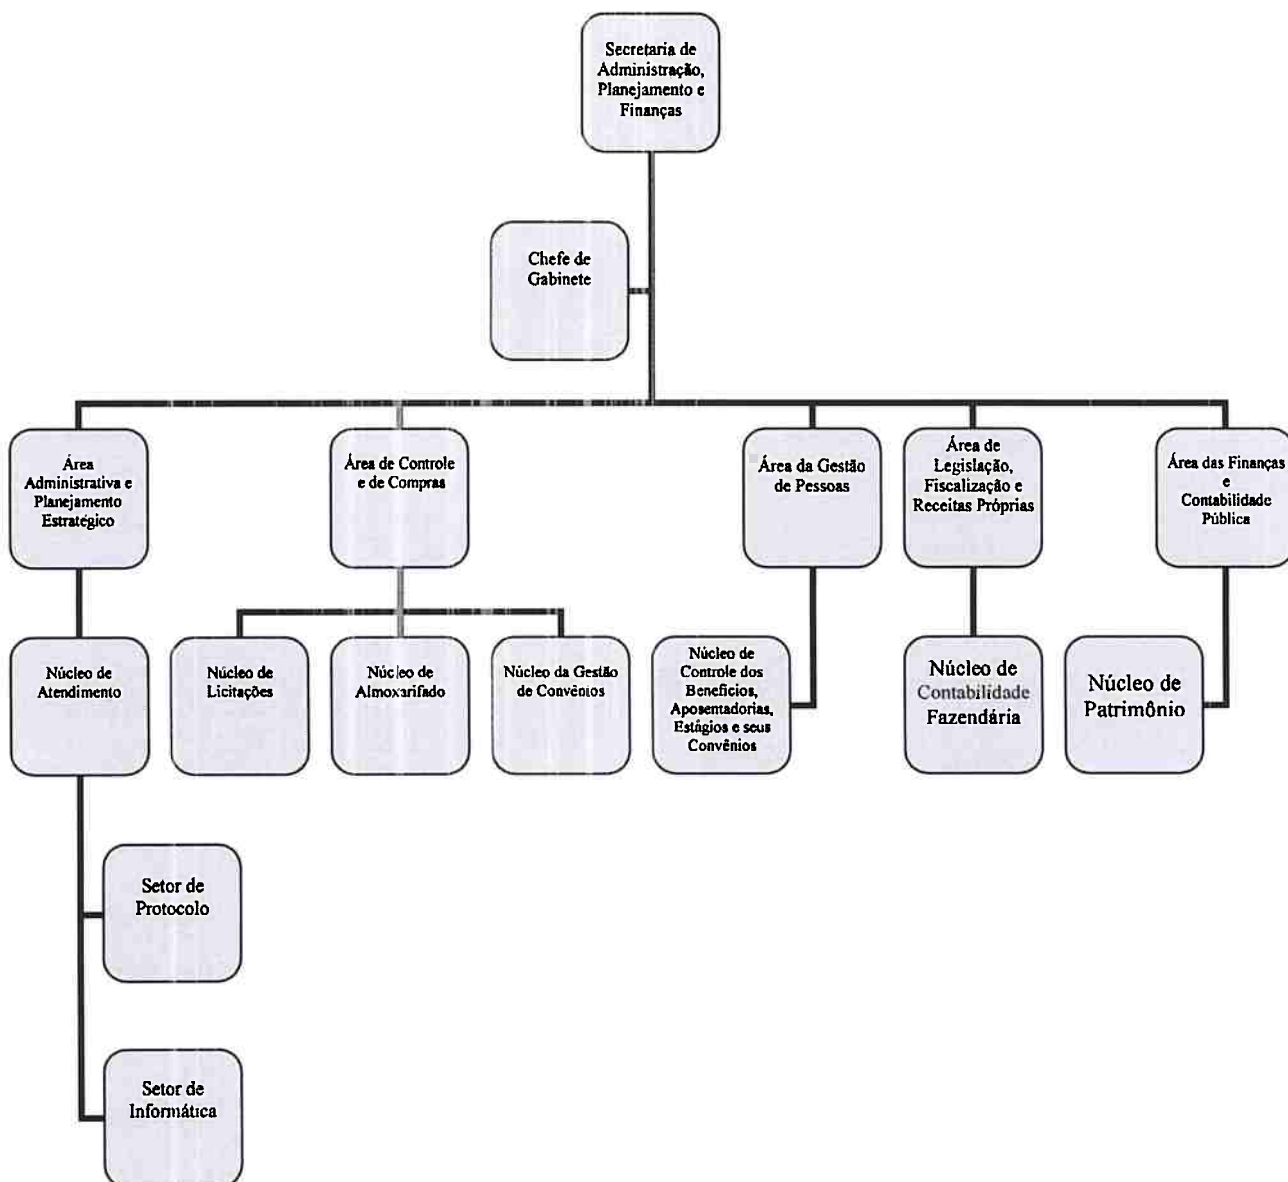 Secretaria de
Administração,
Planejamento e
Finanças
Chefe de
Gabinete
Área
Administrativa e
Planejamento
Estratégico
Área de Controle
e de Compras
Área da Gestão
de Pessoas
Área de
Legislação,
Fiscalização e
Receitas Próprias
Área das Finanças
e
Contabilidade
Pública
Núcleo de
Atendimento
Núcleo de
Licitações
Núcleo de
Almoxarifado
Núcleo da Gestão
de Convênios
Núcleo de
Controle dos
Benefícios,
Aposentadorias,
Estágios e seus
Convênios
Núcleo de
Contabilidade
Fazendária
Núcleo de
Patrimônio
Setor de
Protocolo
Setor de
Informática